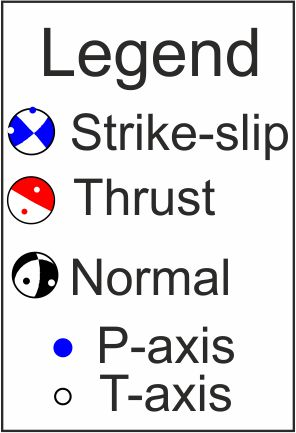 Legend
Strike-slip
Thrust
Normal
P-axis
T-axis